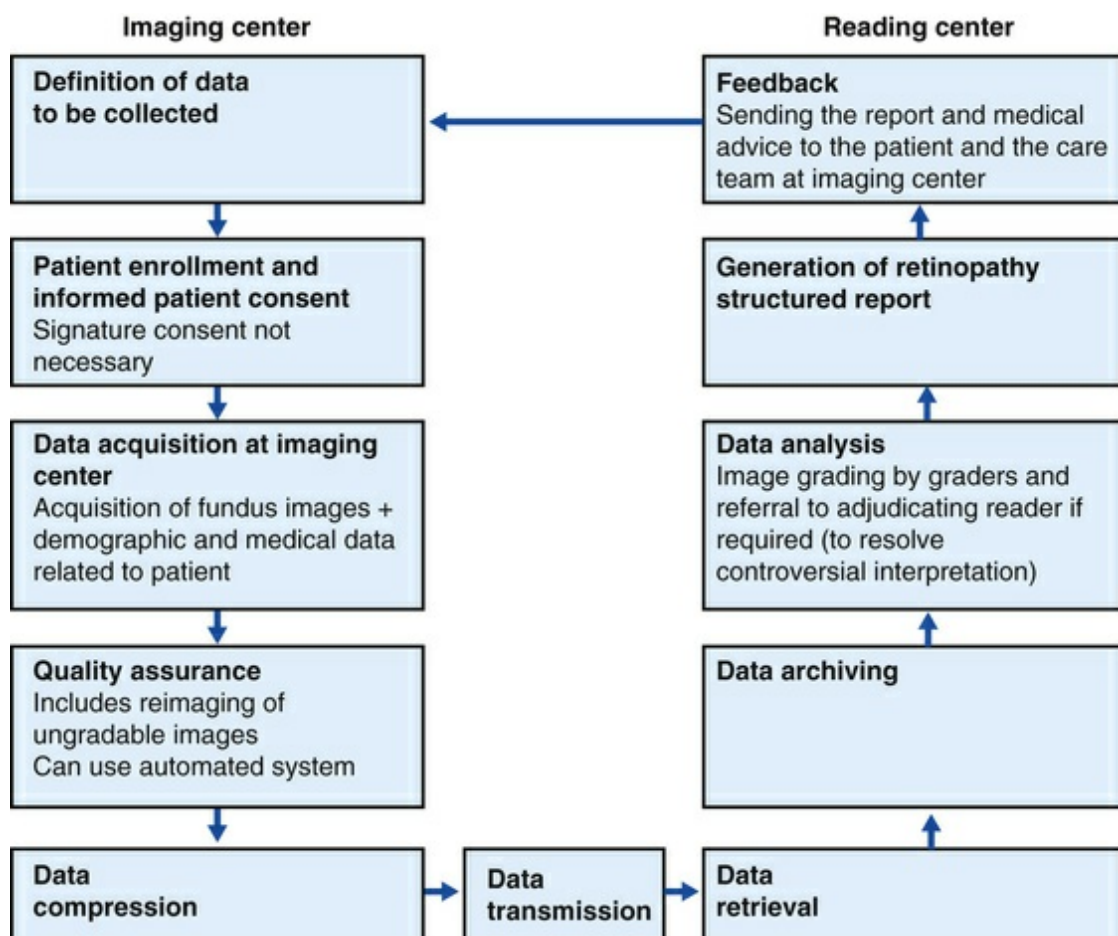 Imaging center
Definition of data
to be collected
Patient enrollment and
informed patient consent
Signature consent not
necessary
Data acquisition at imaging
center
Acquisition of fundus images +
demographic and medical data
related to patient
Quality assurance
Includes reimaging of
ungradable images
Can use automated system
Data
compression
Data
transmission
Reading center
Feedback
Sending the report and medical
advice to the patient and the care
team at imaging center
Generation of retinopathy
structured report
Data analysis
Image grading by graders and
referral to adjudicating reader if
required (to resolve
controversial interpretation)
Data archiving
Data
retrieval